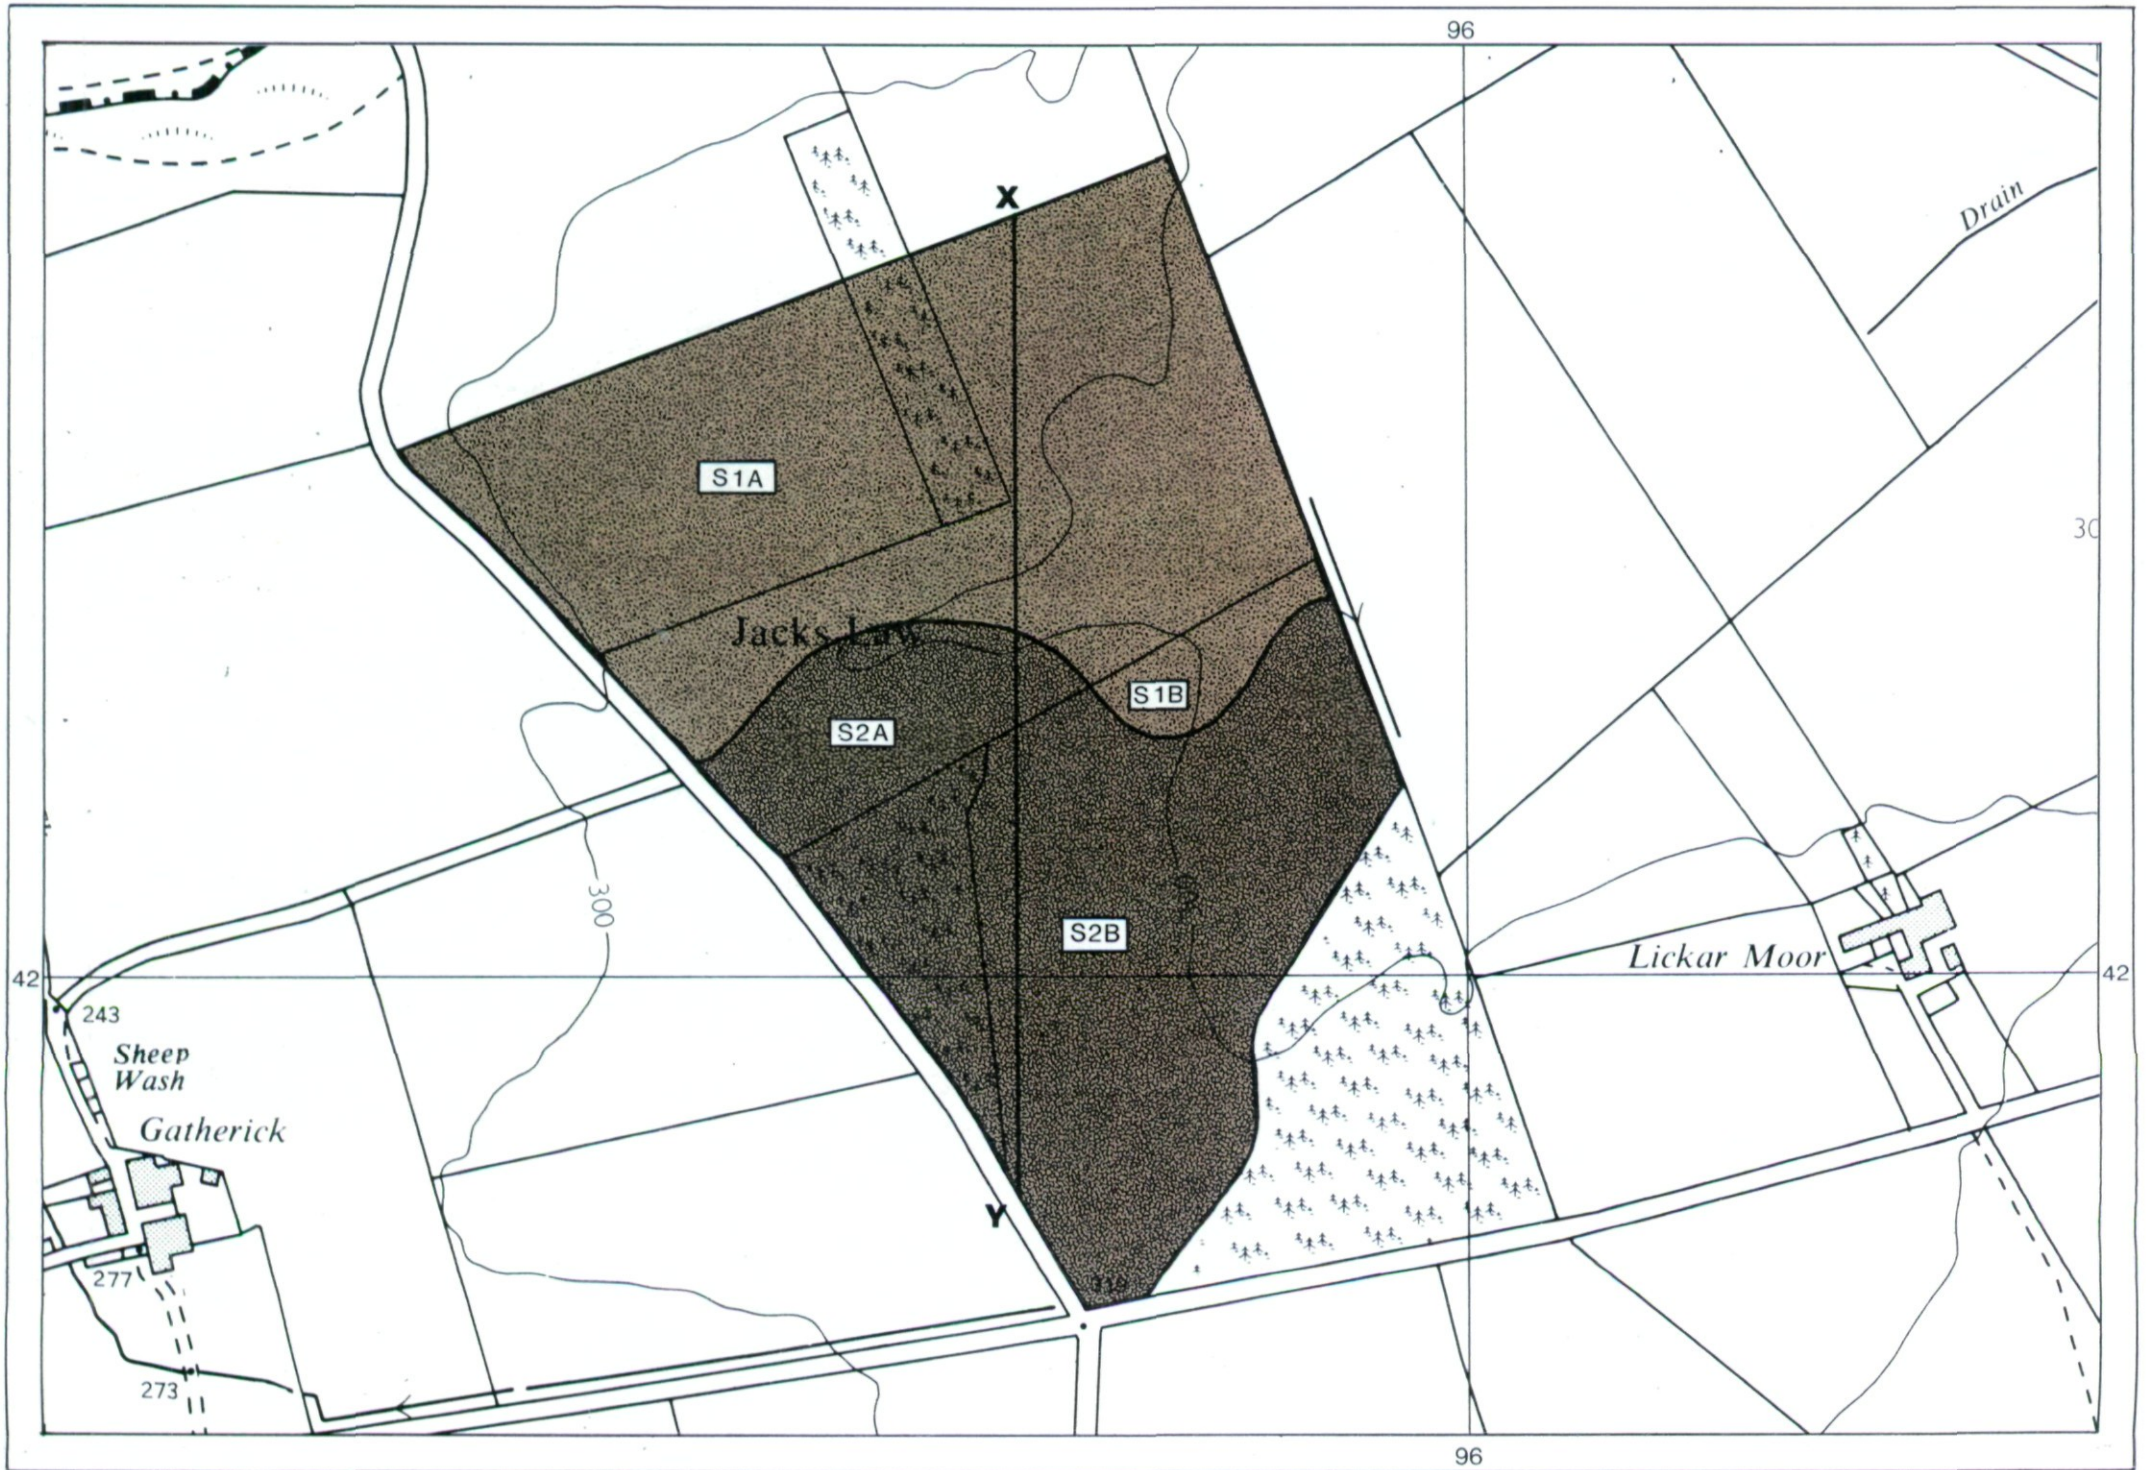 96
Drain
X
30
S1A
Jacks Law
S1B
S2A
300
S2B
Lickar Moor
42
42
243
Sheep
Wash
Gatherick
Y
277
273
96